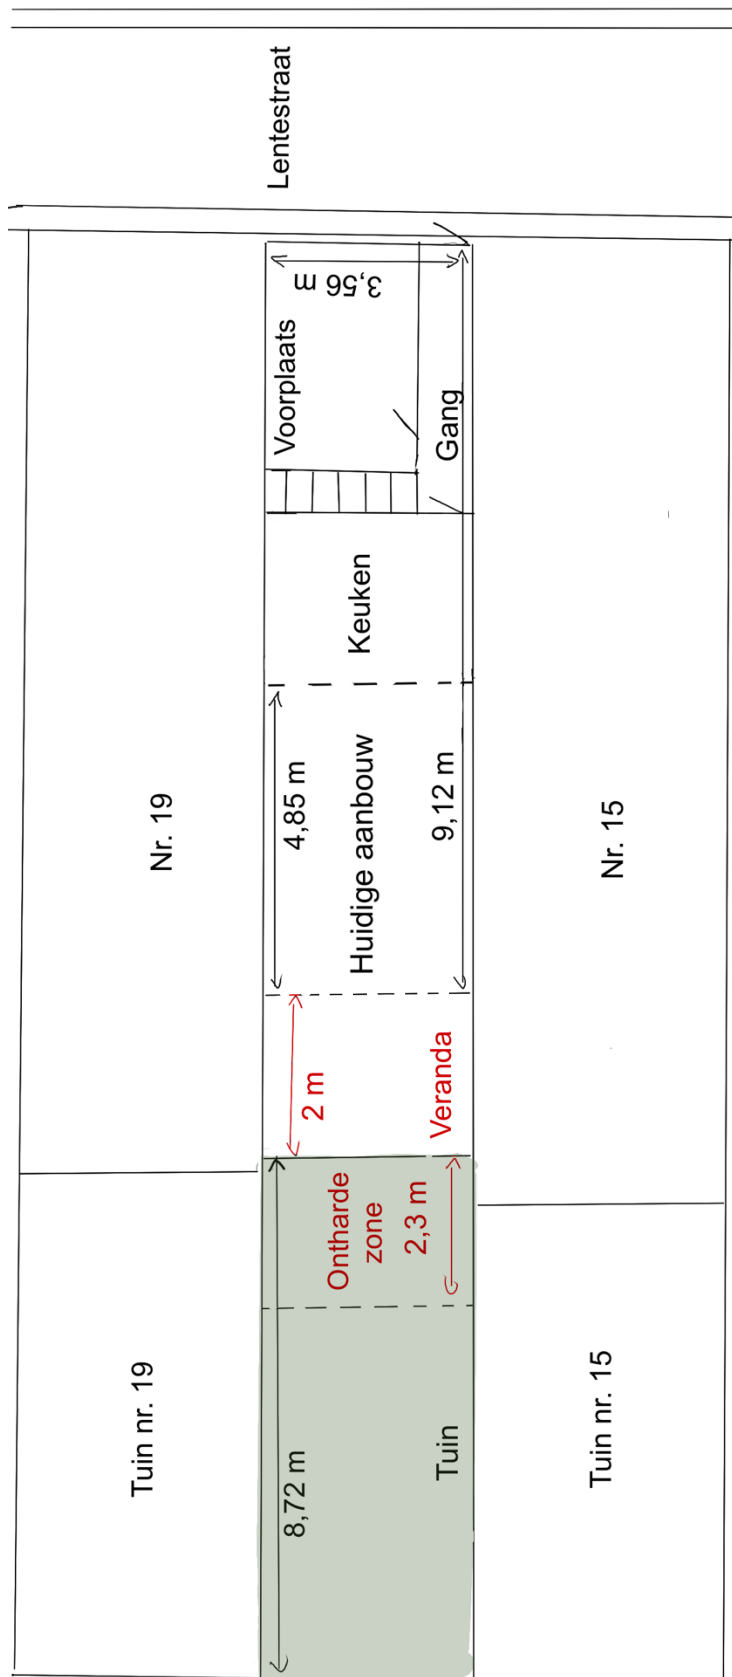 Lentestraat
3,56 m
Voorplaats
Gang
Keuken
4,85 m
Huidige aanbouw
9,12 m
Nr. 19
Nr. 15
2 m
Veranda
Ontharde
zone
2,3 m
Tuin nr. 19
8,72 m
Tuin
Tuin nr. 15